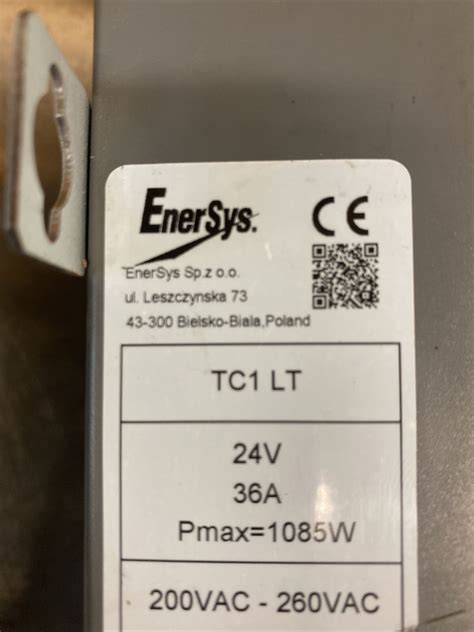 EnerSys.
EnerSys Sp.z o.o.
ul. Leszczynska 73
43-300 Bielsko-Biala,Poland
CE
TC1 LT
24V
36A
Pmax=1085W
200VAC - 260VAC